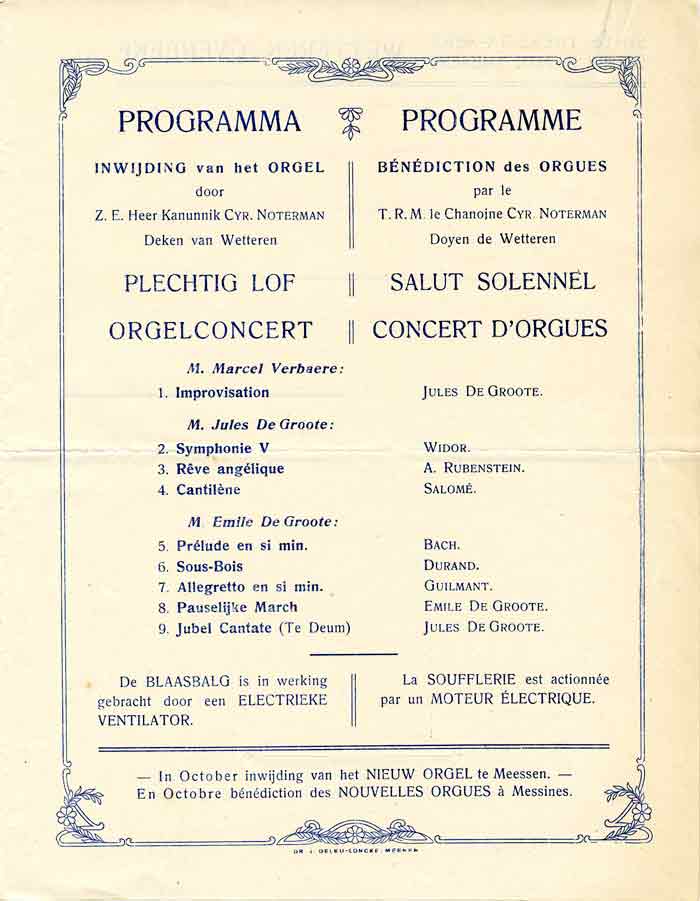 PROGRAMMA
PROGRAMME
INWIJDING van het ORGEL
door
Z. E. Heer Kanunnik CYR. NOTERMAN
Deken van Wetteren
BÉNÉDICTION des ORGUES
par le
T. R. M. le Chanoine CYR. NOTERMAN
Doyen de Wetteren
PLECHTIG LOF
SALUT SOLENNEL
ORGELCONCERT
CONCERT D'ORGUES
M. Marcel Verbaere:
1. Improvisation JULES DE GROOTE.
M. Jules De Groote:
2. Symphonie V WIDOR.
3. Rêve angélique A. RUBENSTEIN.
4. Cantilène SALOMÉ.
M. Emile De Groote:
5. Prélude en si min. BACH.
6. Sous-Bois DURAND.
7. Allegretto en si min. GUILMANT.
8. Pauselijke March EMILE DE GROOTE.
9. Jubel Cantate (Te Deum) JULES DE GROOTE.
De BLAASBALG is in werking
gebracht door een ELECTRIEKE
VENTILATOR.
La SOUFFLERIE est actionnée
par un MOTEUR ÉLECTRIQUE.
— In October inwijding van het NIEUW ORGEL te Meessen. —
En Octobre bénédiction des NOUVELLES ORGUES à Messines.